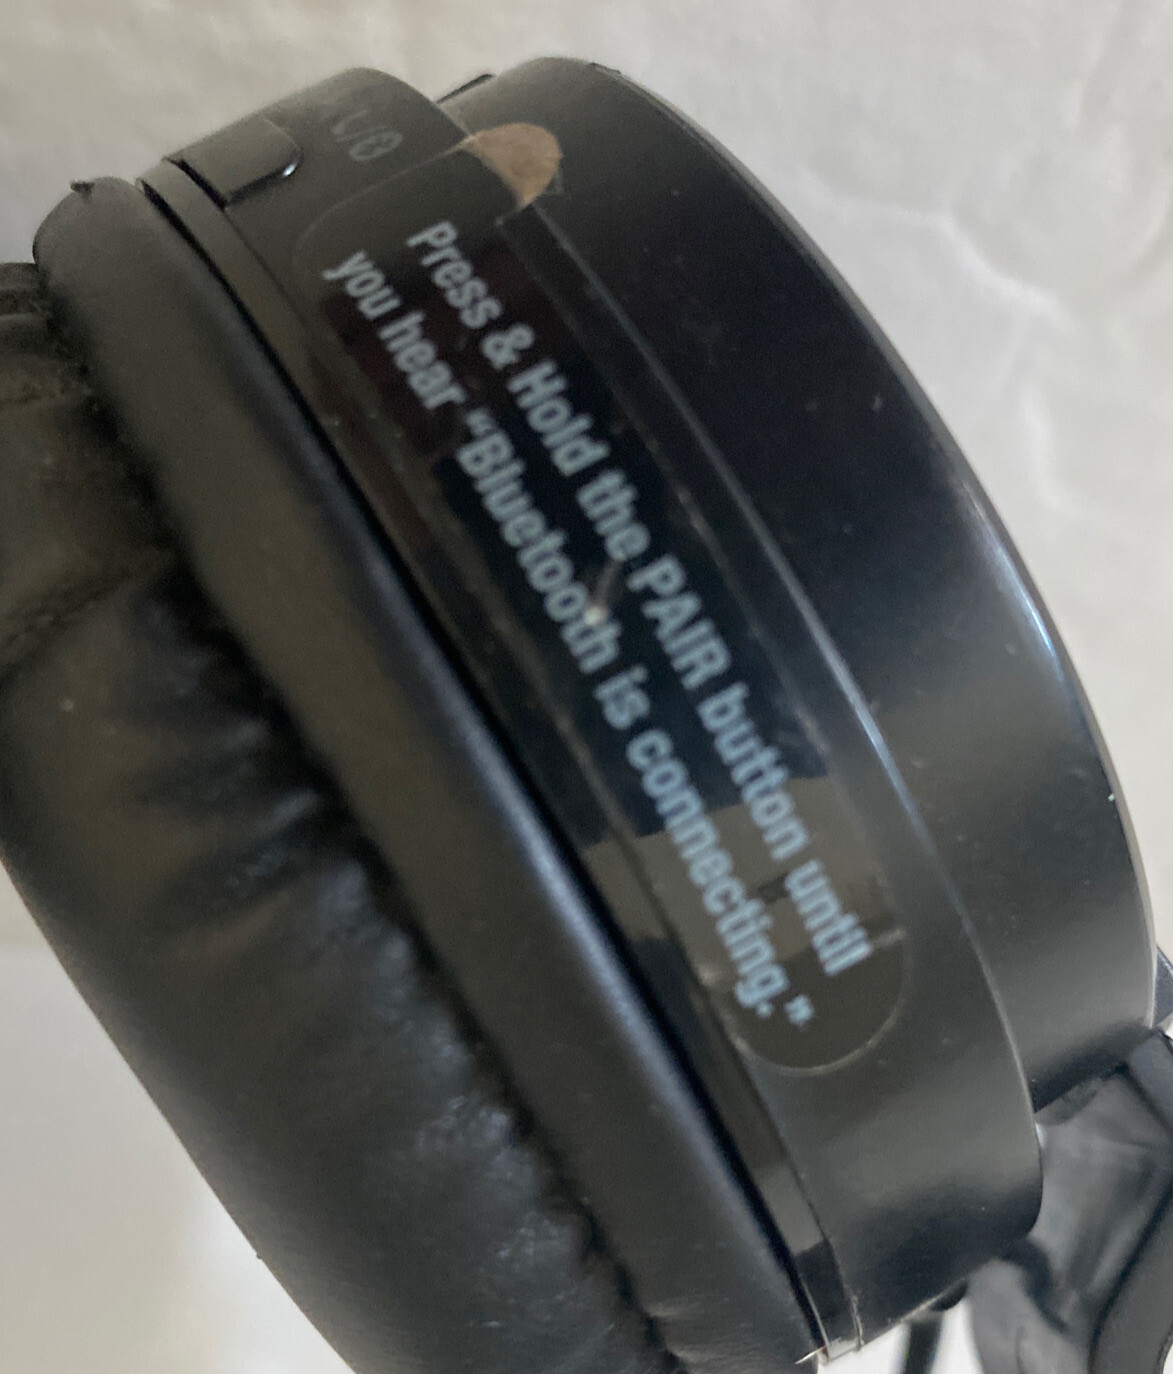 Press & Hold the PAIR button until
you hear “Bluetooth is connecting.”